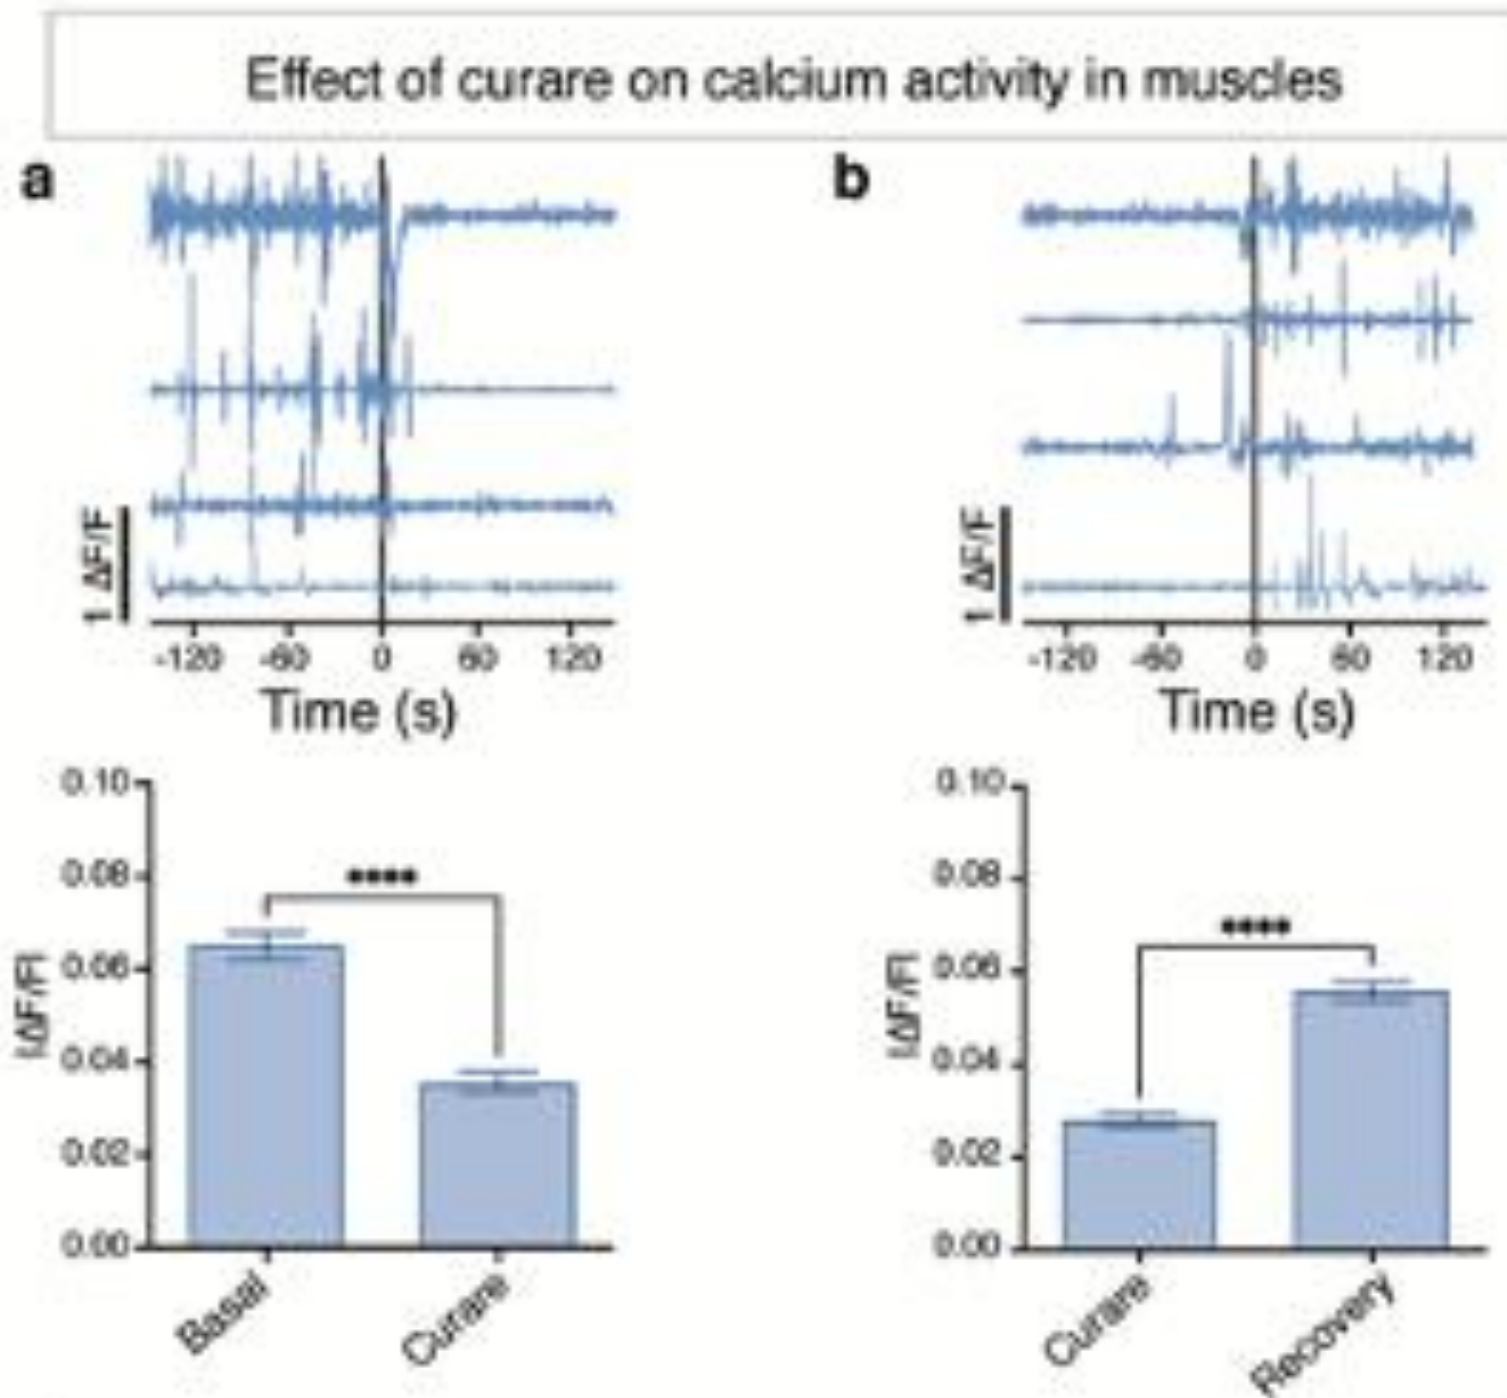 Effect of curare on calcium activity in muscles
a
b
1 ΔF/F
1 ΔF/F
-120 -60 0 60 120
-120 -60 0 60 120
Time (s)
Time (s)
0.10
0.08
0.06
0.04
0.02
0.00
|ΔF/F|
****
Basal
Curare
0.10
0.08
0.06
0.04
0.02
0.00
|ΔF/F|
****
Curare
Recovery